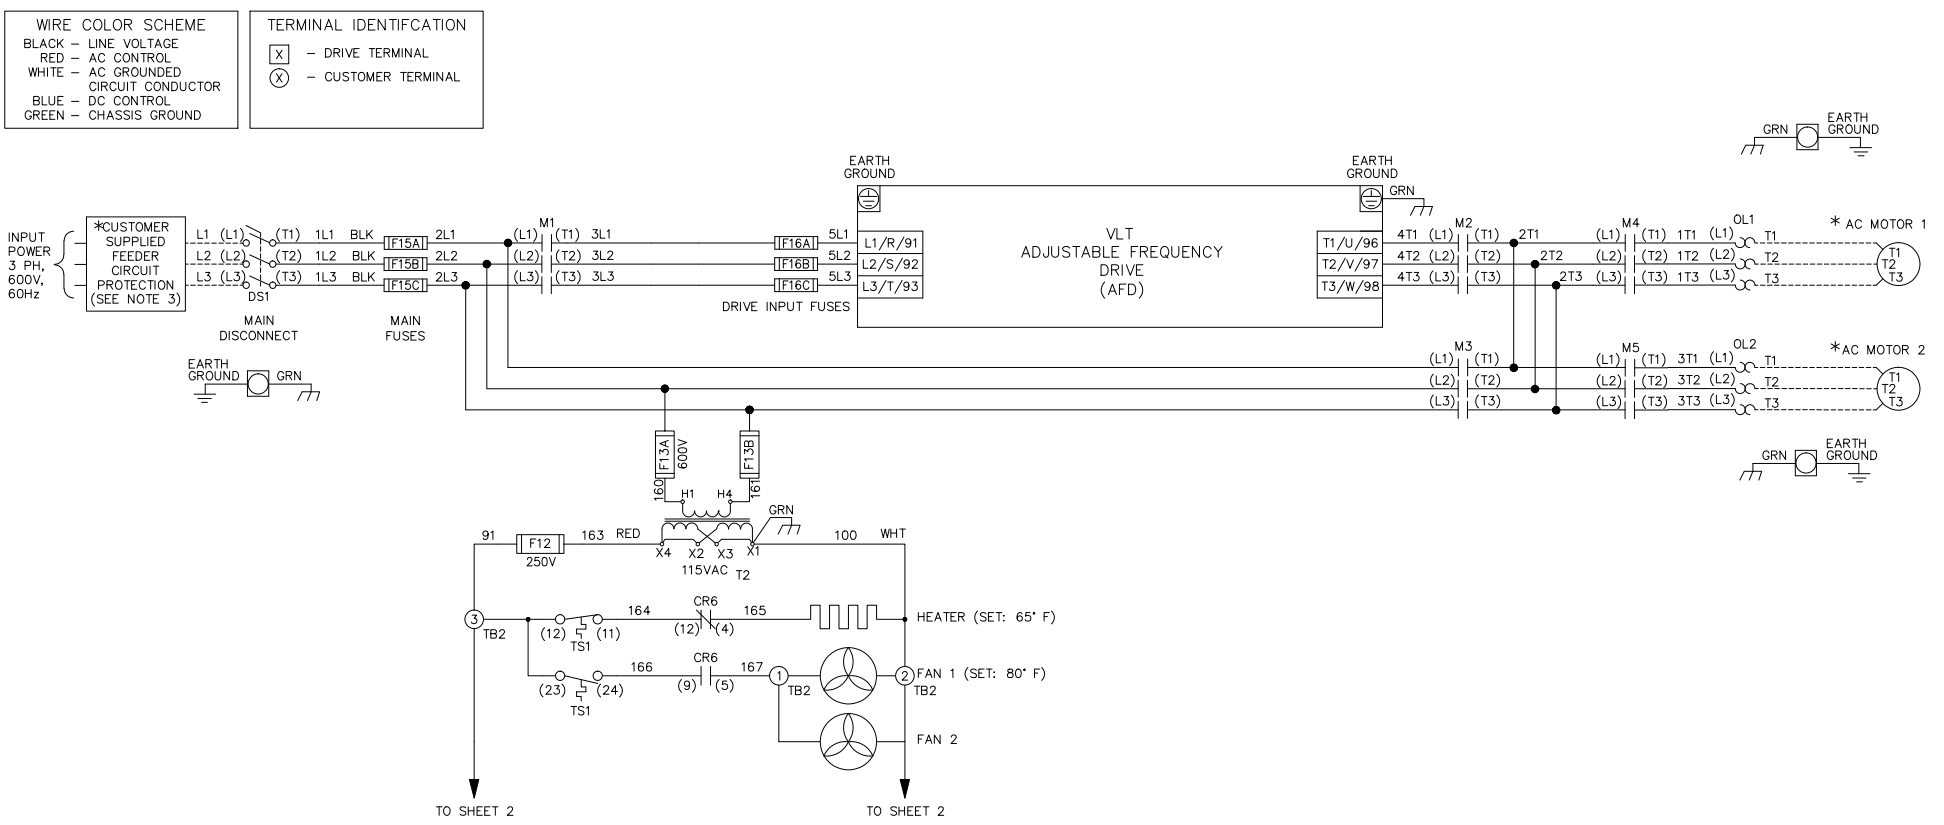 WIRE COLOR SCHEME
BLACK – LINE VOLTAGE
RED – AC CONTROL
WHITE – AC GROUNDED
CIRCUIT CONDUCTOR
BLUE – DC CONTROL
GREEN – CHASSIS GROUND
TERMINAL IDENTIFCATION
X – DRIVE TERMINAL
X – CUSTOMER TERMINAL
GRN
EARTH
GROUND
EARTH
GROUND
EARTH
GROUND
GRN
INPUT
POWER
3 PH,
600V,
60Hz
*CUSTOMER
SUPPLIED
FEEDER
CIRCUIT
PROTECTION
(SEE NOTE 3)
L1 (L1) (T1) 1L1 BLK F15A 2L1 (L1) M1 (T1) 3L1 F16A 5L1 L1/R/91
L2 (L2) (T2) 1L2 BLK F15B 2L2 (L2) (T2) 3L2 F16B 5L2 L2/S/92
L3 (L3) (T3) 1L3 BLK F15C 2L3 (L3) (T3) 3L3 F16C 5L3 L3/T/93
DS1
MAIN
DISCONNECT
MAIN
FUSES
DRIVE INPUT FUSES
VLT
ADJUSTABLE FREQUENCY
DRIVE
(AFD)
T1/U/96 4T1 (L1) M2 (T1) 2T1 (L1) M4 (T1) 1T1 (L1) OL1 T1
T2/V/97 4T2 (L2) (T2) 2T2 (L2) (T2) 1T2 (L2) T2
T3/W/98 4T3 (L3) (T3) 2T3 (L3) (T3) 1T3 (L3) T3
* AC MOTOR 1
T1
T2
T3
EARTH
GROUND
GRN
(L1) M3 (T1) (L1) M5 (T1) 3T1 (L1) OL2 T1
(L2) (T2) (L2) (T2) 3T2 (L2) T2
(L3) (T3) (L3) (T3) 3T3 (L3) T3
*AC MOTOR 2
T1
T2
T3
GRN
EARTH
GROUND
F13A
600V
F13B
160
161
H1 H4
GRN
91 F12 163 RED
250V
X4 X2 X3 X1
100 WHT
115VAC T2
3
TB2
(12) (11)
TS1
164
CR6
(12) (4)
165
HEATER (SET: 65° F)
(23) (24)
TS1
166
CR6
(9) (5)
167
1
TB2
2
TB2
FAN 1 (SET: 80° F)
FAN 2
TO SHEET 2
TO SHEET 2